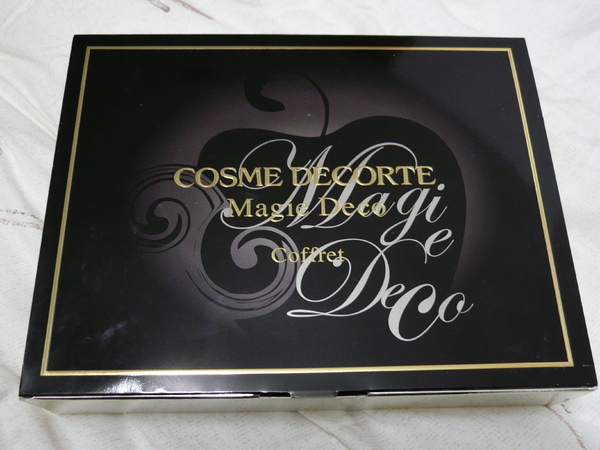 COSME DECORTE
Magie Deco
Coffret
Magie
DeCo